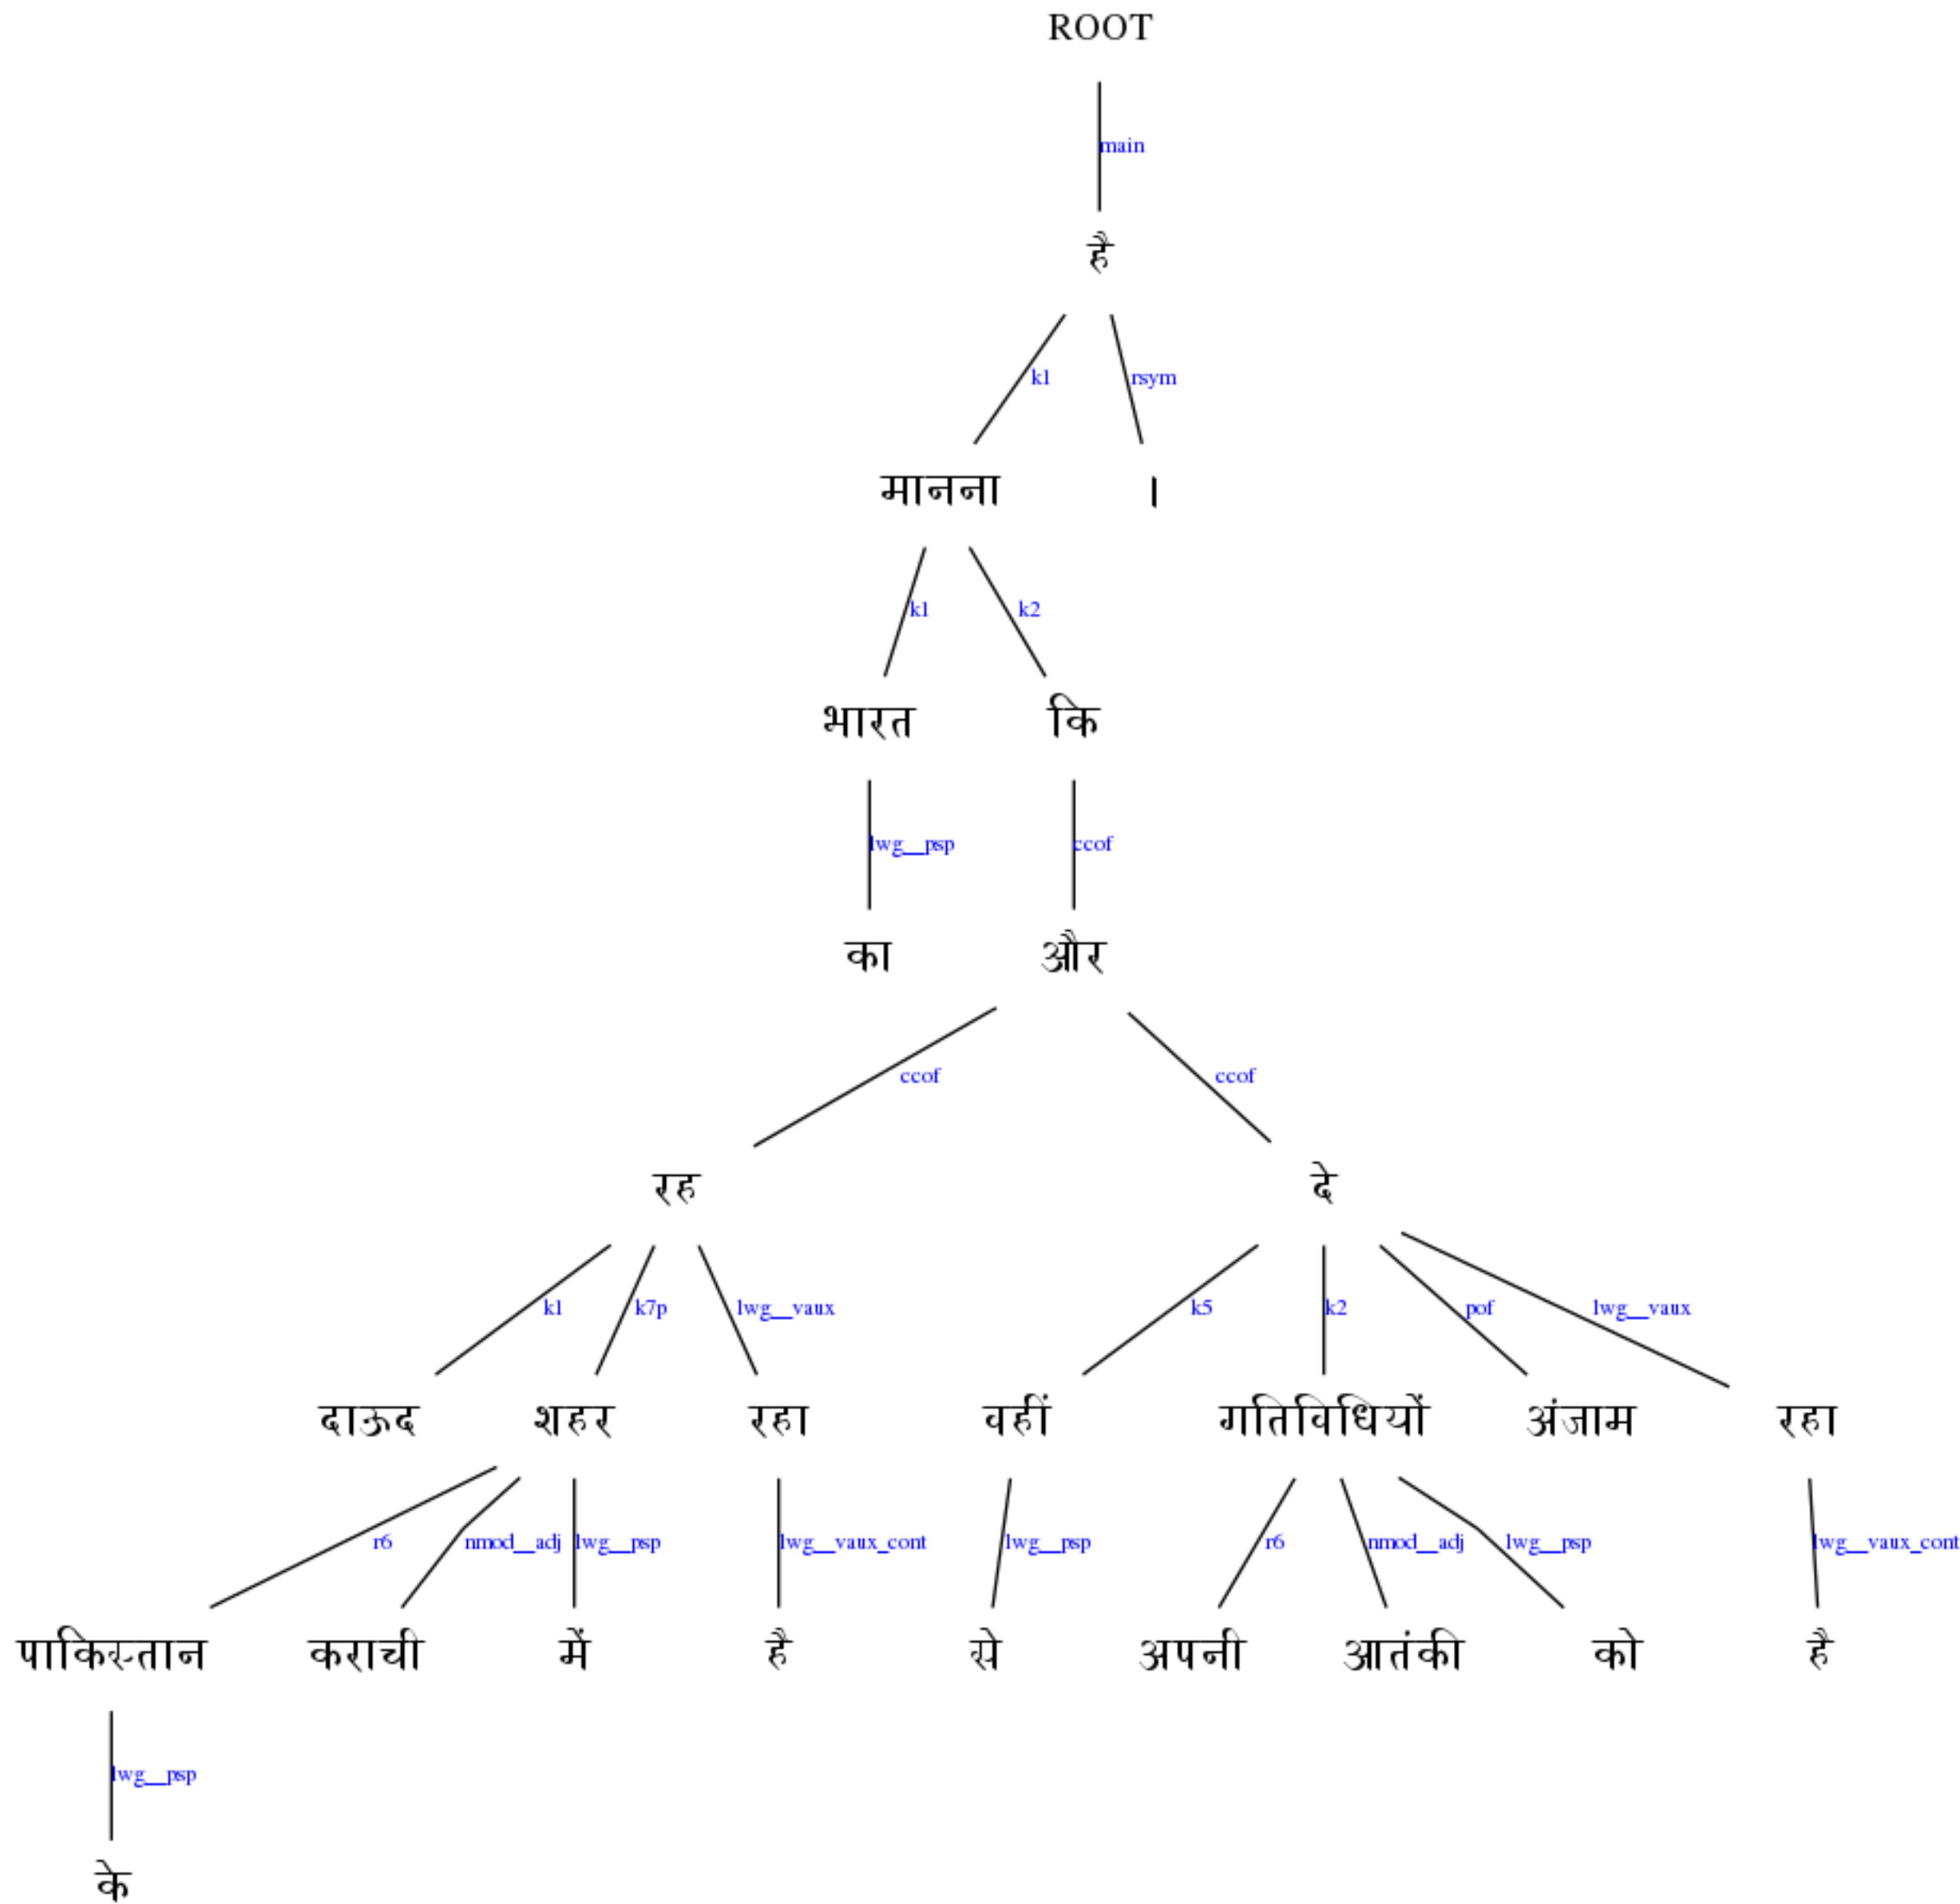 ROOT
main
है
k1 rsym
मानना ।
k1 k2
भारत कि
lwg__psp ccof
का और
ccof ccof
रह दे
k1 k7p lwg__vaux k5 k2 pof lwg__vaux
दाऊद शहर रहा वहीं गतिविधियों अंजाम रहा
r6 nmod__adj lwg__psp lwg__vaux_cont lwg__psp r6 nmod__adj lwg__psp lwg__vaux_cont
पाकिस्तान कराची में है से अपनी आतंकी को है
lwg__psp
के